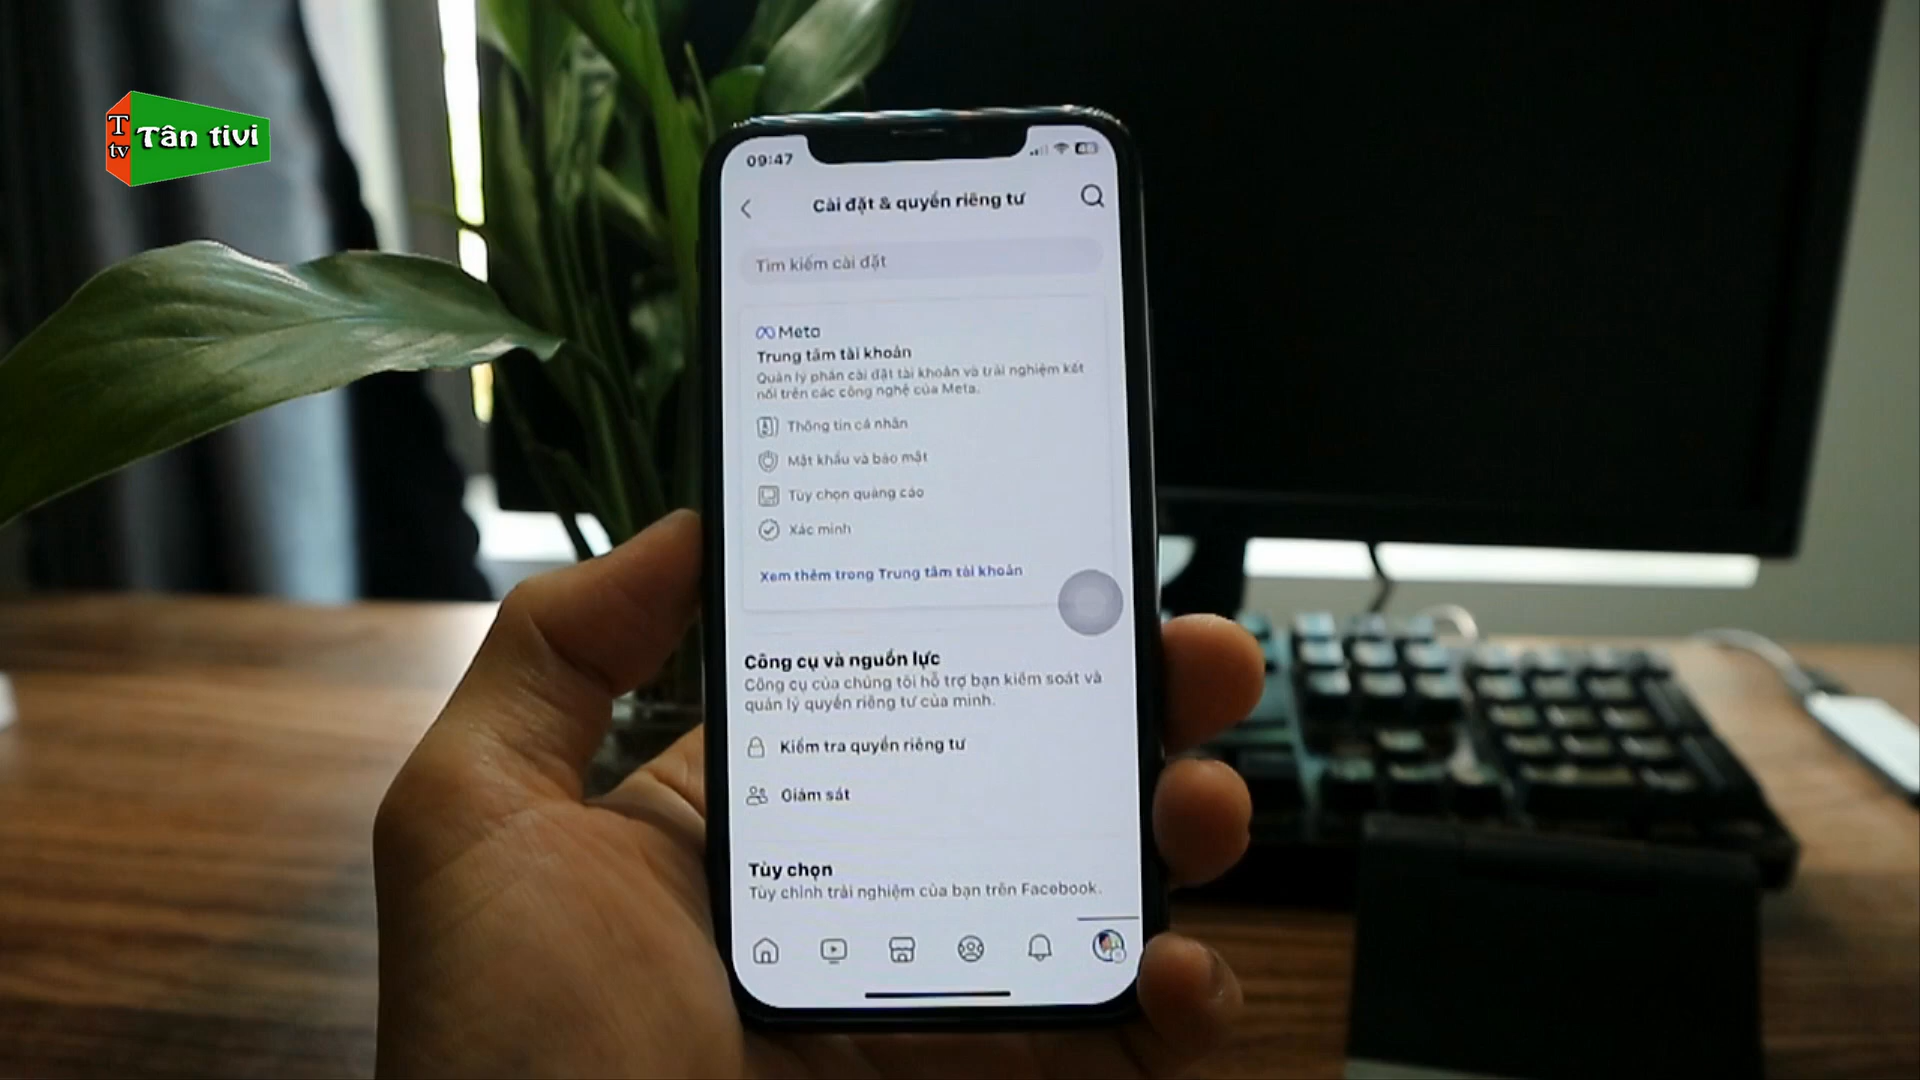 T
tv
Tân tivi
09:47
Cài đặt & quyền riêng tư
Tìm kiếm cài đặt
Meta
Trung tâm tài khoản
Quản lý phần cài đặt tài khoản và trải nghiệm kết
nối trên các công nghệ của Meta.
Thông tin cá nhân
Mật khẩu và bảo mật
Tùy chọn quảng cáo
Xác minh
Xem thêm trong Trung tâm tài khoản
Công cụ và nguồn lực
Công cụ của chúng tôi hỗ trợ bạn kiểm soát và
quản lý quyền riêng tư của mình.
Kiểm tra quyền riêng tư
Giám sát
Tùy chọn
Tùy chỉnh trải nghiệm của bạn trên Facebook.